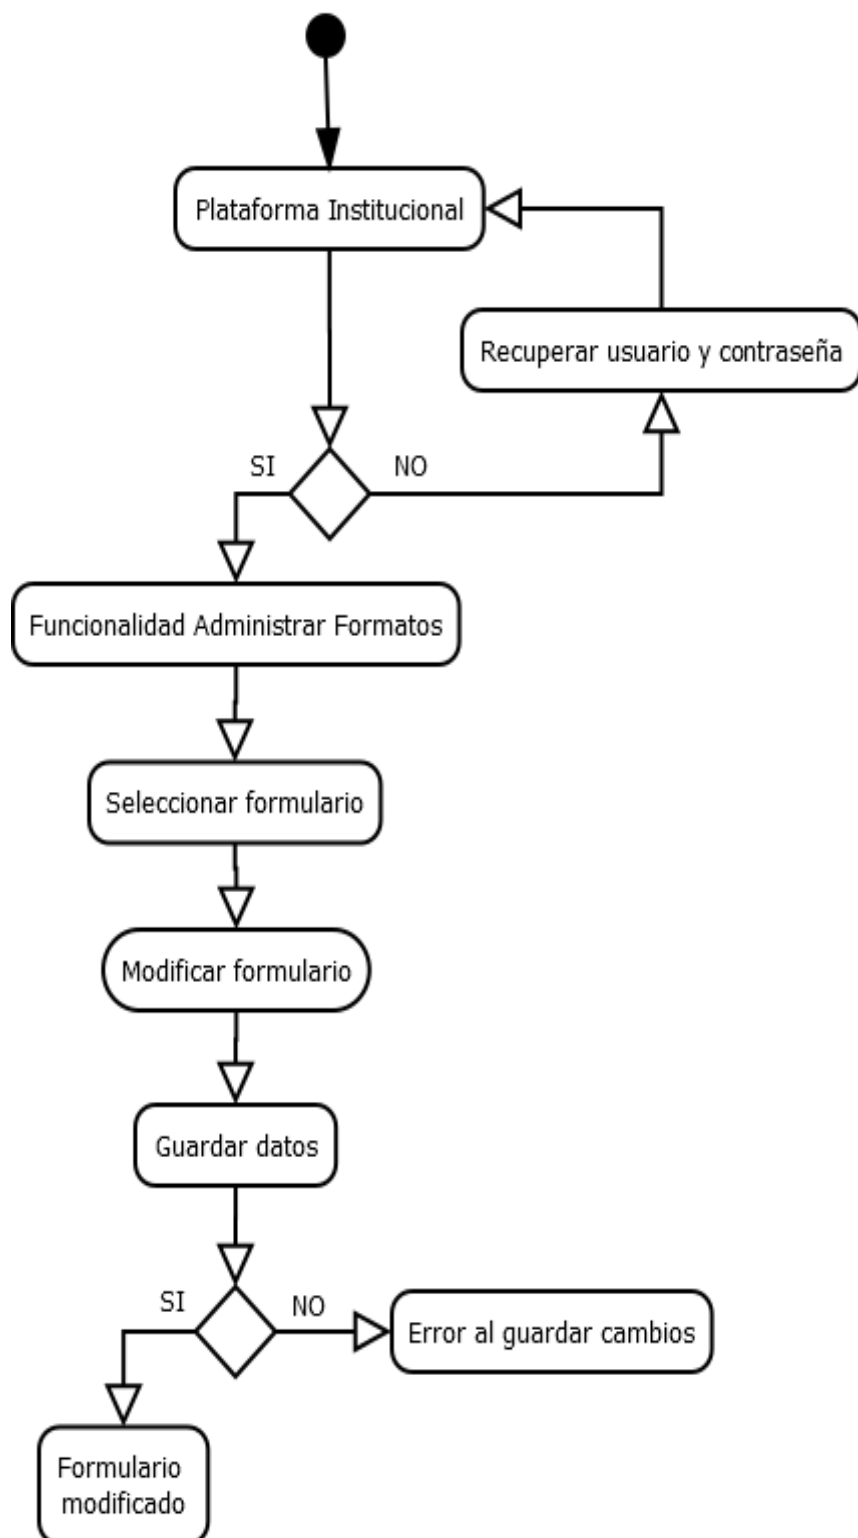 Plataforma Institucional
Recuperar usuario y contraseña
SI
NO
Funcionalidad Administrar Formatos
Seleccionar formulario
Modificar formulario
Guardar datos
SI
NO
Error al guardar cambios
Formulario
modificado